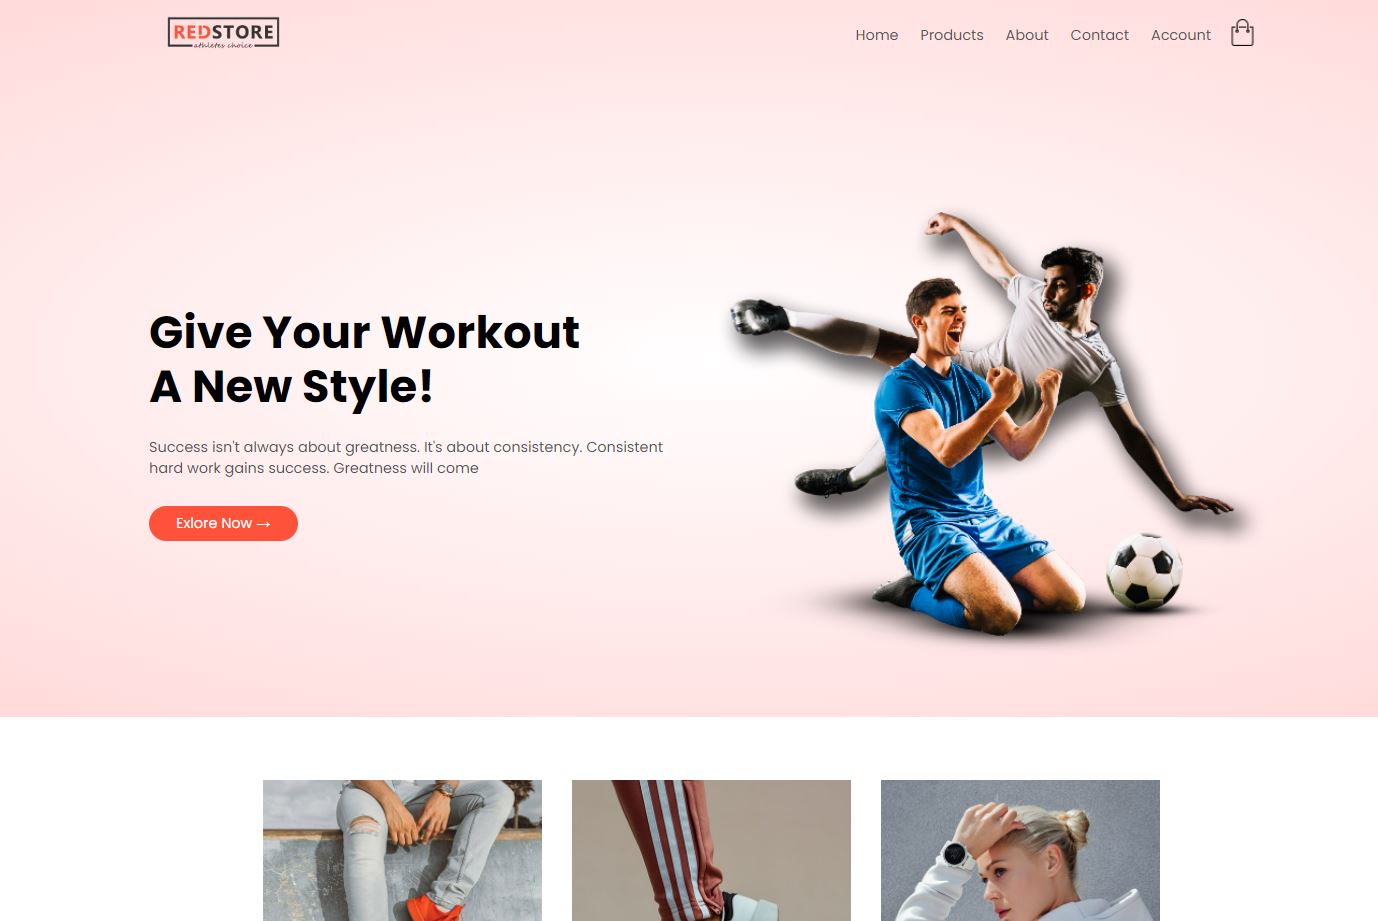 REDSTORE
athletes choice
Home Products About Contact Account
Give Your Workout
A New Style!
Success isn't always about greatness. It's about consistency. Consistent
hard work gains success. Greatness will come
Exlore Now →